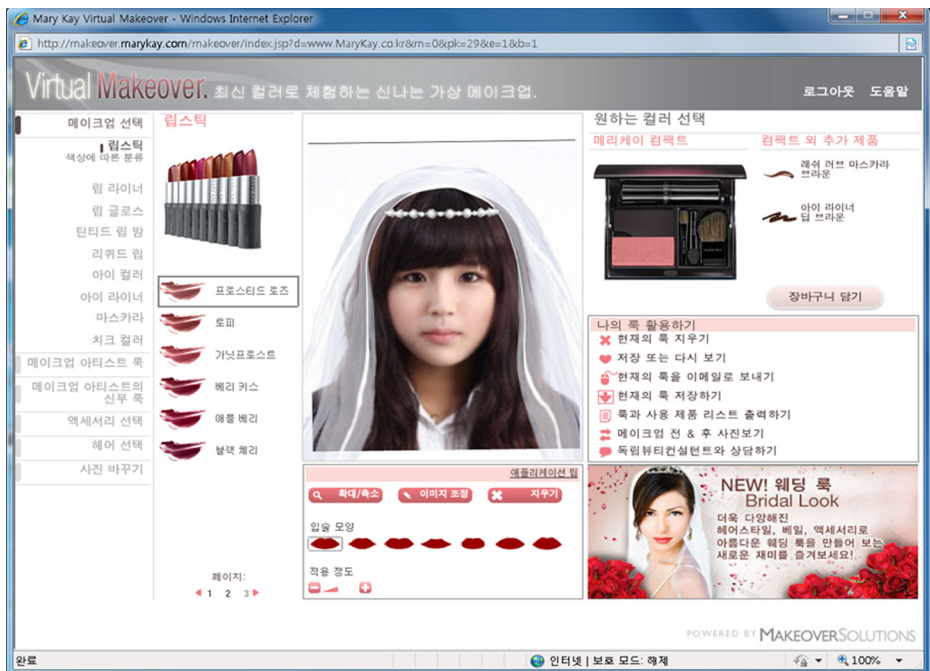 Mary Kay Virtual Makeover - Windows Internet Explorer
http://makeover.marykay.com/makeover/index.jsp?d=www.MaryKay.co.kr&rm=0&pk=29&e=1&b=1
Virtual Makeover. 최신 컬러로 체험하는 신나는 가상 메이크업.
로그아웃 도움말
메이크업 선택
립스틱
색상에 따른 분류
립 라이너
립 글로스
틴티드 립 밤
리퀴드 립
아이 컬러
아이 라이너
마스카라
치크 컬러
메이크업 아티스트 룩
메이크업 아티스트의
신부 룩
액세서리 선택
헤어 선택
사진 바꾸기
립스틱
프로스티드 로즈
토피
가닛프로스트
베리 키스
애플 베리
블랙 체리
페이지:
1 2 3
애플리케이션 팁
확대/축소
이미지 조정
지우기
입술 모양
적용 정도
원하는 컬러 선택
메리케이 컴팩트
컴팩트 외 추가 제품
래쉬 러브 마스카라
브라운
아이 라이너
딥 브라운
장바구니 담기
나의 룩 활용하기
현재의 룩 지우기
저장 또는 다시 보기
현재의 룩을 이메일로 보내기
현재의 룩 저장하기
룩과 사용 제품 리스트 출력하기
메이크업 전 & 후 사진보기
독립뷰티컨설턴트와 상담하기
NEW! 웨딩 룩
Bridal Look
더욱 다양해진
헤어스타일, 베일, 액세서리로
아름다운 웨딩 룩을 만들어 보는
새로운 재미를 즐겨보세요!
POWERED BY MAKEOVERSOLUTIONS
완료
인터넷 | 보호 모드: 해제
100%